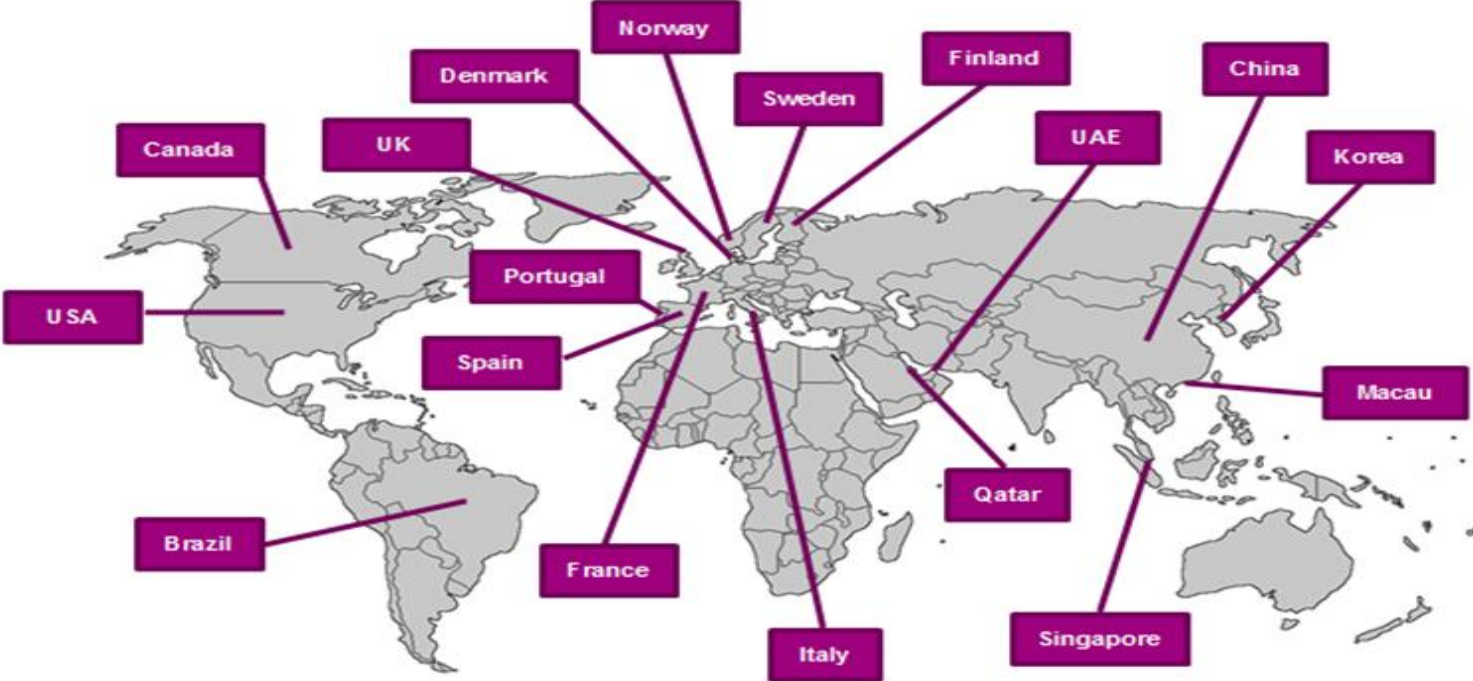 Norway
Finland
China
Denmark
Sweden
UAE
Canada
UK
Korea
Portugal
USA
Spain
Macau
Qatar
Brazil
France
Singapore
Italy